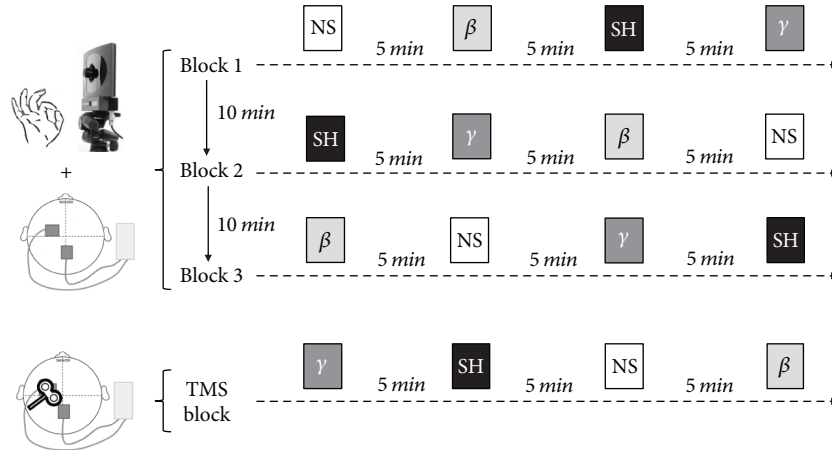 NS β SH γ
5 min 5 min 5 min
Block 1
10 min
SH γ β NS
5 min 5 min 5 min
+
Block 2
NASION
10 min
β NS γ SH
5 min 5 min 5 min
Block 3
γ SH NS β
NASION
5 min 5 min 5 min
TMS
block